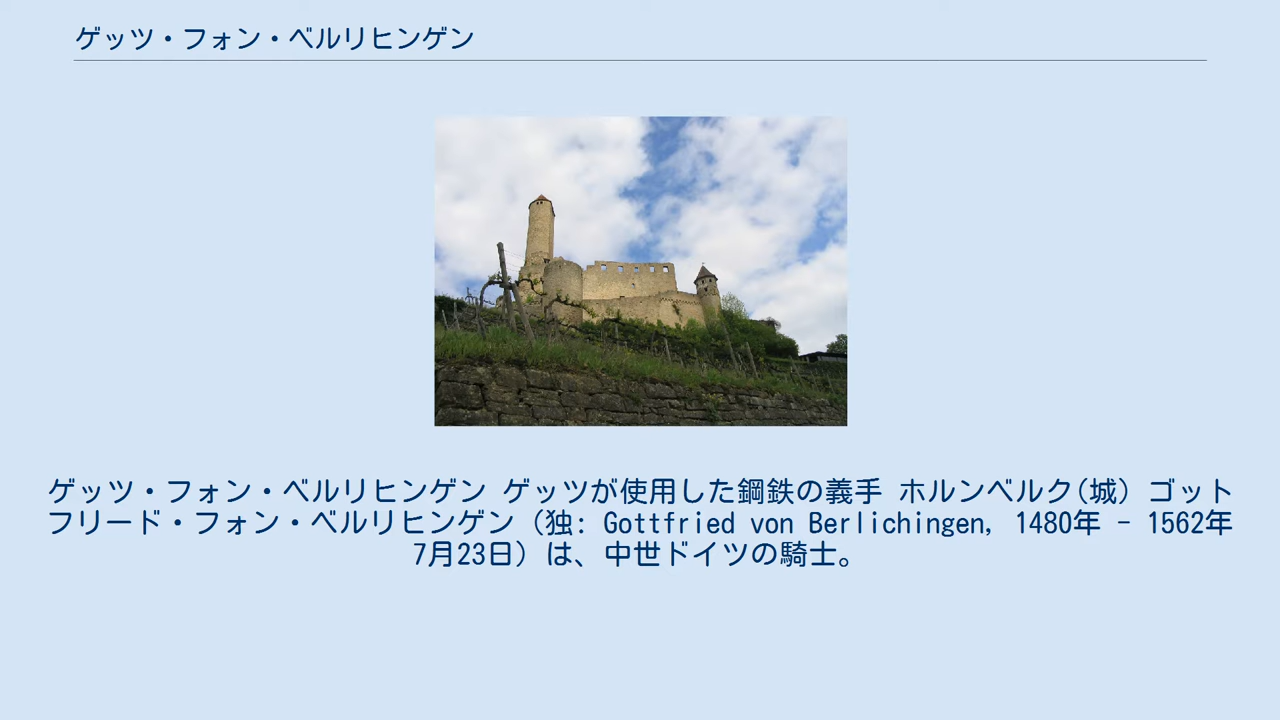 ゲッツ・フォン・ベルリヒンゲン
ゲッツ・フォン・ベルリヒンゲン ゲッツが使用した鋼鉄の義手 ホルンベルク(城) ゴット
フリード・フォン・ベルリヒンゲン（独: Gottfried von Berlichingen, 1480年 - 1562年
7月23日）は、中世ドイツの騎士。